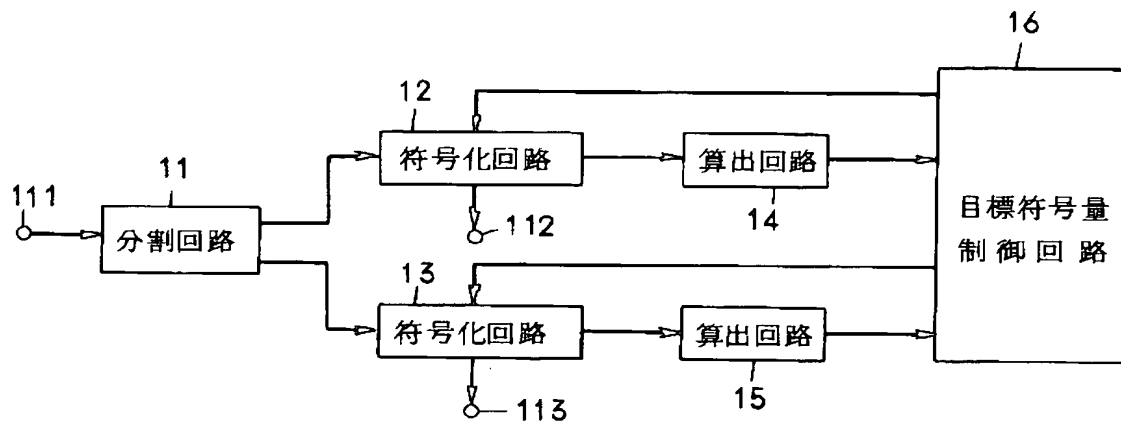 16
12
符号化回路
算出回路
11
111
14
112
分割回路
目標符号量
制御回路
13
符号化回路
算出回路
15
113